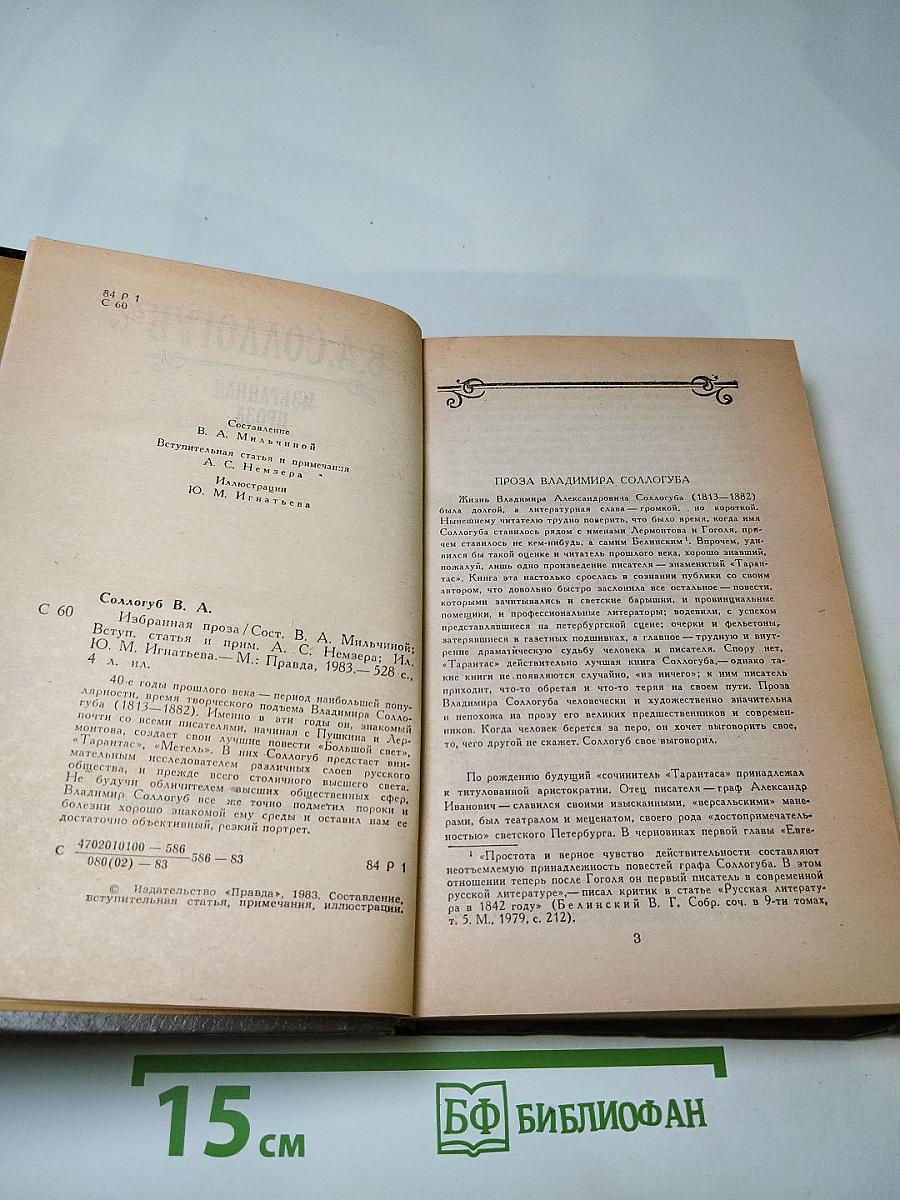 84 Р 1
С 60
В.А.СОЛЛОГУБ
ИЗБРАННАЯ
ПРОЗА
Составление
В. А. Мильчиной
Вступительная статья и примечания
А. С. Немзера
Иллюстрации
Ю. М. Игнатьева
Соллогуб В. А.
С 60
Избранная проза/Сост. В. А. Мильчиной;
Вступ. статья и прим. А. С. Немзера; Ил.
Ю. М. Игнатьева.— М.: Правда, 1983.— 528 с.,
4 л. ил.
40-е годы прошлого века — период наибольшей попу-
лярности, время творческого подъема Владимира Солло-
губа (1813—1882). Именно в эти годы он, знакомый
почти со всеми писателями, начиная с Пушкина и Лер-
монтова, создает свои лучшие повести «Большой свет»,
«Тарантас», «Метель». В них Соллогуб предстает вни-
мательным исследователем различных слоев русского
общества, и прежде всего столичного высшего света.
Не будучи обличителем высших общественных сфер,
Владимир Соллогуб все же точно подметил пороки и
болезни хорошо знакомой ему среды и оставил нам ее
достаточно объективный, резкий портрет.
С 4702010100 — 586
080(02) — 83
586 — 83
84 Р 1
© Издательство «Правда», 1983. Составление,
вступительная статья, примечания, иллюстрации.
ПРОЗА ВЛАДИМИРА СОЛЛОГУБА
Жизнь Владимира Александровича Соллогуба (1813—1882)
была долгой, а литературная слава — громкой, но короткой.
Нынешнему читателю трудно поверить, что было время, когда имя
Соллогуба ставилось рядом с именами Лермонтова и Гоголя, при-
чем ставилось не кем-нибудь, а самим Белинским¹. Впрочем, уди-
вился бы такой оценке и читатель прошлого века, хорошо знавший,
пожалуй, лишь одно произведение писателя — знаменитый «Таран-
тас». Книга эта настолько срослась в сознании публики со своим
автором, что довольно быстро заслонила все остальное — повести,
которыми зачитывались и светские барышни, и провинциальные
помещики, и профессиональные литераторы; водевили, с успехом
представлявшиеся на петербургской сцене; очерки и фельетоны,
затерявшиеся в газетных подшивках, а главное — трудную и внут-
ренне драматическую судьбу человека и писателя. Спору нет,
«Тарантас» действительно лучшая книга Соллогуба,— однако та-
кие книги не появляются случайно, «из ничего»; к ним писатель
приходит, что-то обретая и что-то теряя на своем пути. Проза
Владимира Соллогуба человечески и художественно значительна
и непохожа на прозу его великих предшественников и современ-
ников. Когда человек берется за перо, он хочет выговорить свое,
то, чего другой не скажет. Соллогуб свое выговорил.
По рождению будущий «сочинитель «Тарантаса» принадлежал
к титулованной аристократии. Отец писателя — граф Александр
Иванович — славился своими изысканными, «версальскими» мане-
рами, был театралом и меценатом, своего рода «достопримечатель-
ностью» светского Петербурга. В черновиках первой главы «Евге-
¹ «Простота и верное чувство действительности составляют
неотъемлемую принадлежность повестей графа Соллогуба. В этом
отношении теперь после Гоголя он первый писатель в современной
русской литературе»,— писал критик в статье «Русская литерату-
ра в 1842 году» (Белинский В. Г. Собр. соч. в 9-ти томах,
т. 5. М., 1979, с. 212).
3
15 см
БФ БИБЛИОФАН